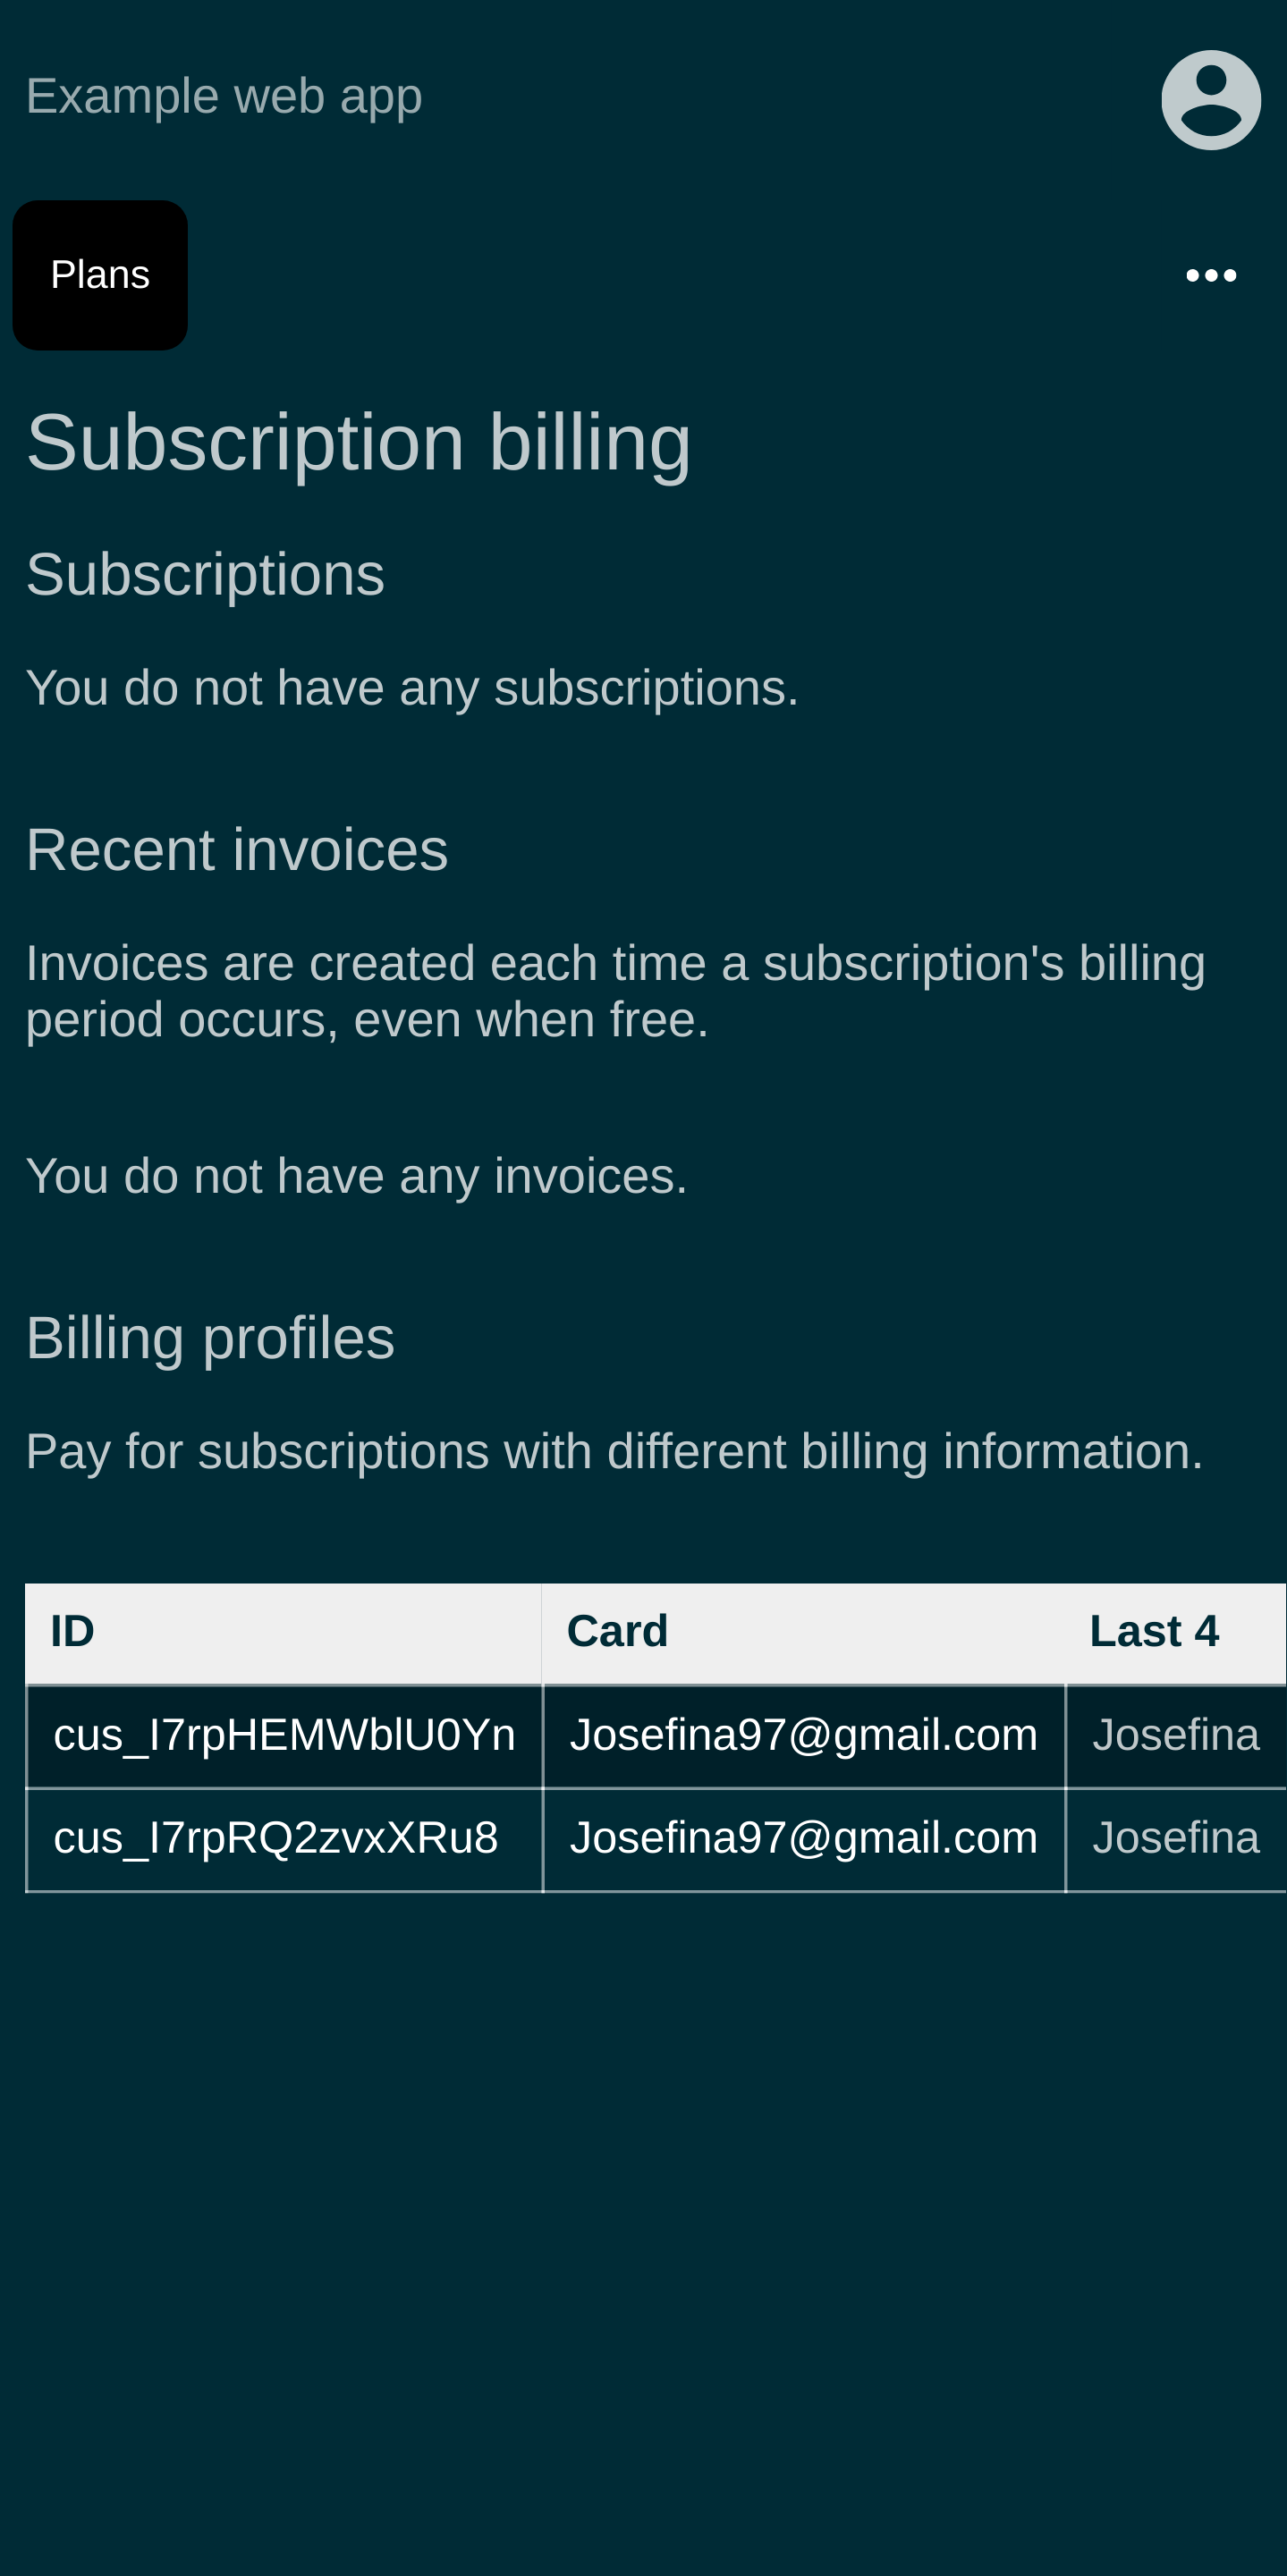 Example web app
Plans
Subscription billing
Subscriptions
You do not have any subscriptions.
Recent invoices
Invoices are created each time a subscription's billing
period occurs, even when free.
You do not have any invoices.
Billing profiles
Pay for subscriptions with different billing information.
ID Card Last 4
cus_I7rpHEMWblU0Yn Josefina97@gmail.com Josefina
cus_I7rpRQ2zvxXRu8 Josefina97@gmail.com Josefina